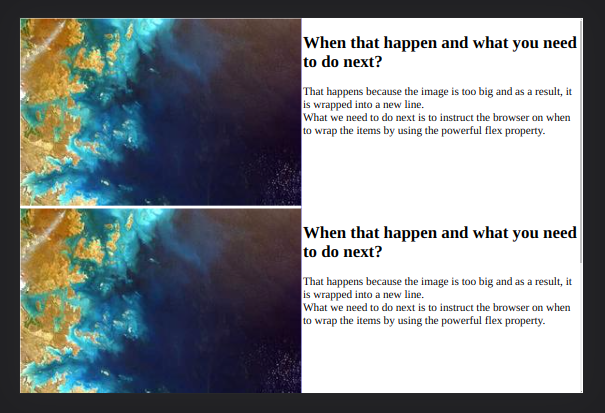 When that happen and what you need
to do next?
That happens because the image is too big and as a result, it
is wrapped into a new line.
What we need to do next is to instruct the browser on when
to wrap the items by using the powerful flex property.
When that happen and what you need
to do next?
That happens because the image is too big and as a result, it
is wrapped into a new line.
What we need to do next is to instruct the browser on when
to wrap the items by using the powerful flex property.